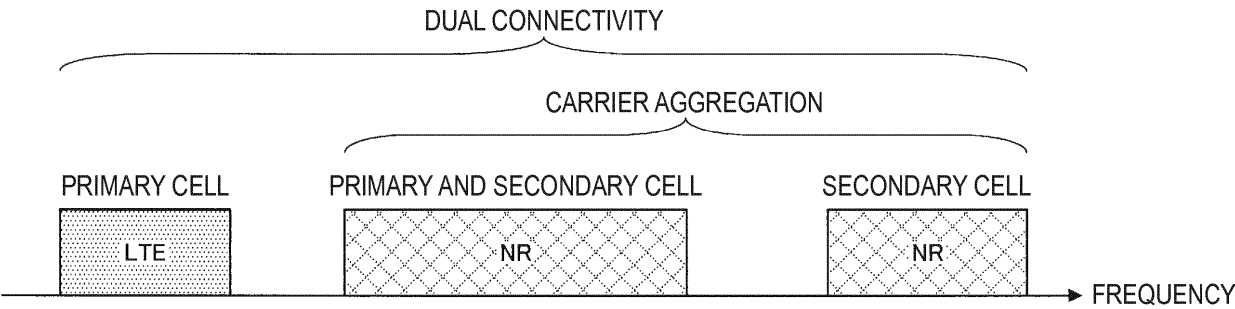 DUAL CONNECTIVITY
CARRIER AGGREGATION
PRIMARY CELL
PRIMARY AND SECONDARY CELL
SECONDARY CELL
LTE
NR
NR
FREQUENCY